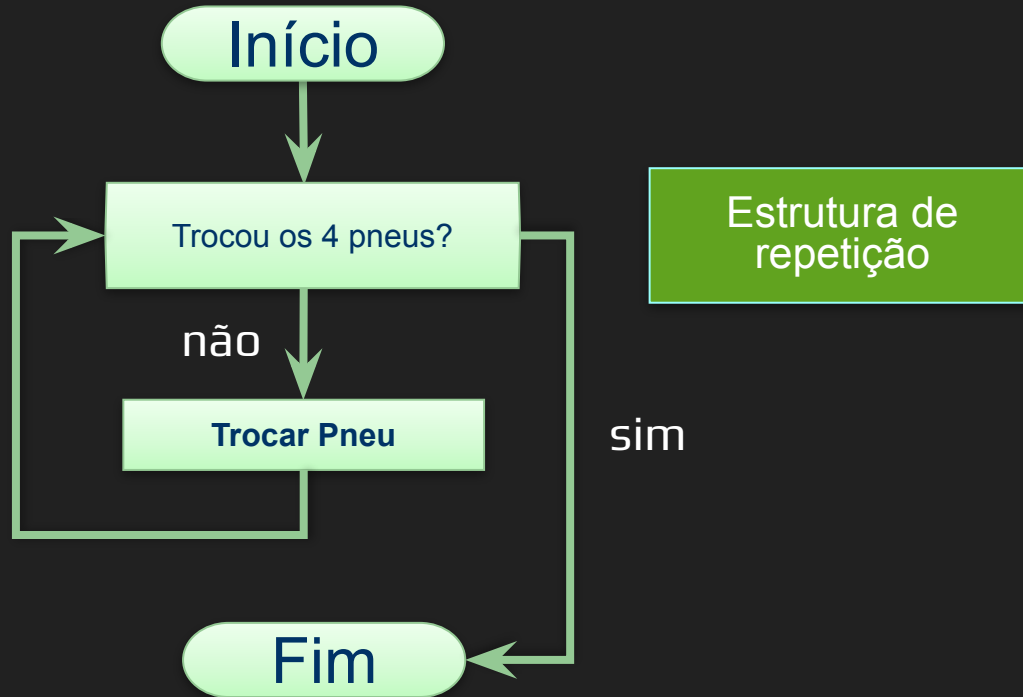 Início
Trocou os 4 pneus?
Estrutura de
repetição
não
Trocar Pneu
sim
Fim